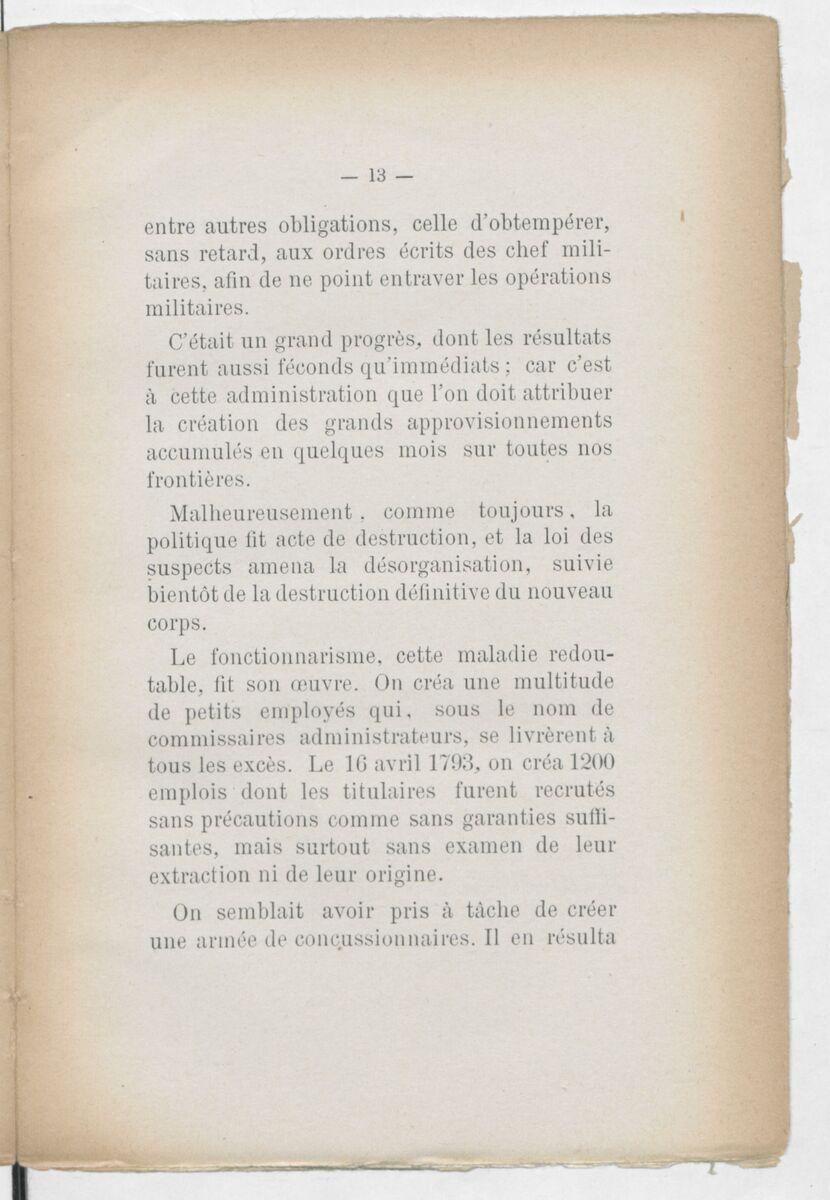 — 13 —
entre autres obligations, celle d'obtempérer,
sans retard, aux ordres écrits des chef mili-
taires, afin de ne point entraver les opérations
militaires.
C'était un grand progrès, dont les résultats
furent aussi féconds qu'immédiats ; car c'est
à cette administration que l'on doit attribuer
la création des grands approvisionnements
accumulés en quelques mois sur toutes nos
frontières.
Malheureusement, comme toujours, la
politique fit acte de destruction, et la loi des
suspects amena la désorganisation, suivie
bientôt de la destruction définitive du nouveau
corps.
Le fonctionnarisme, cette maladie redou-
table, fit son œuvre. On créa une multitude
de petits employés qui, sous le nom de
commissaires administrateurs, se livrèrent à
tous les excès. Le 16 avril 1793, on créa 1200
emplois dont les titulaires furent recrutés
sans précautions comme sans garanties suffi-
santes, mais surtout sans examen de leur
extraction ni de leur origine.
On semblait avoir pris à tâche de créer
une armée de concussionnaires. Il en résulta